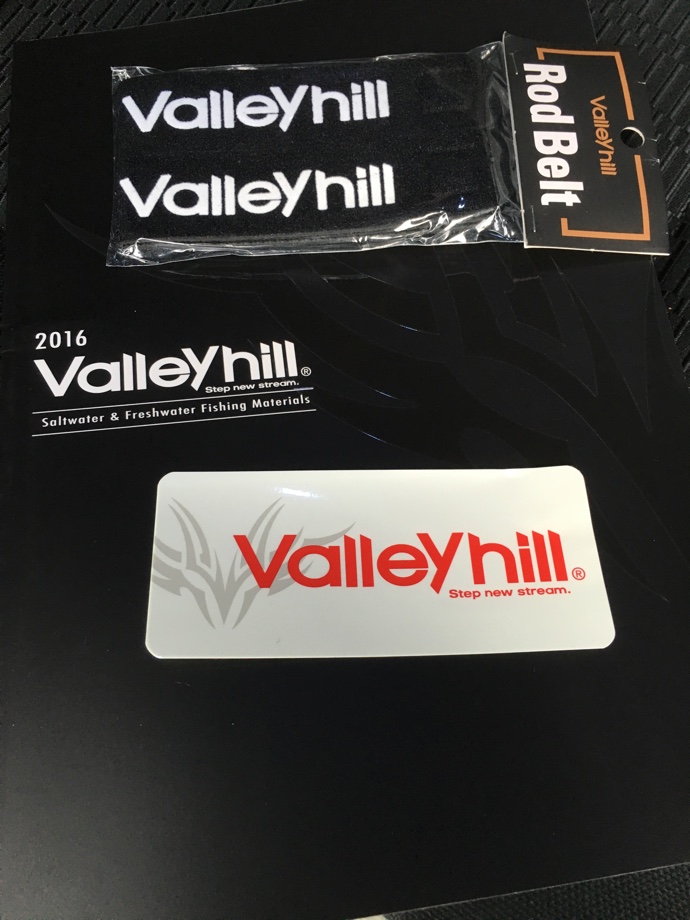 Valleyhill
Valleyhill
Valleyhill
Rod Belt
2016
Valleyhill®
Step new stream.
Saltwater & Freshwater Fishing Materials
Valleyhill®
Step new stream.